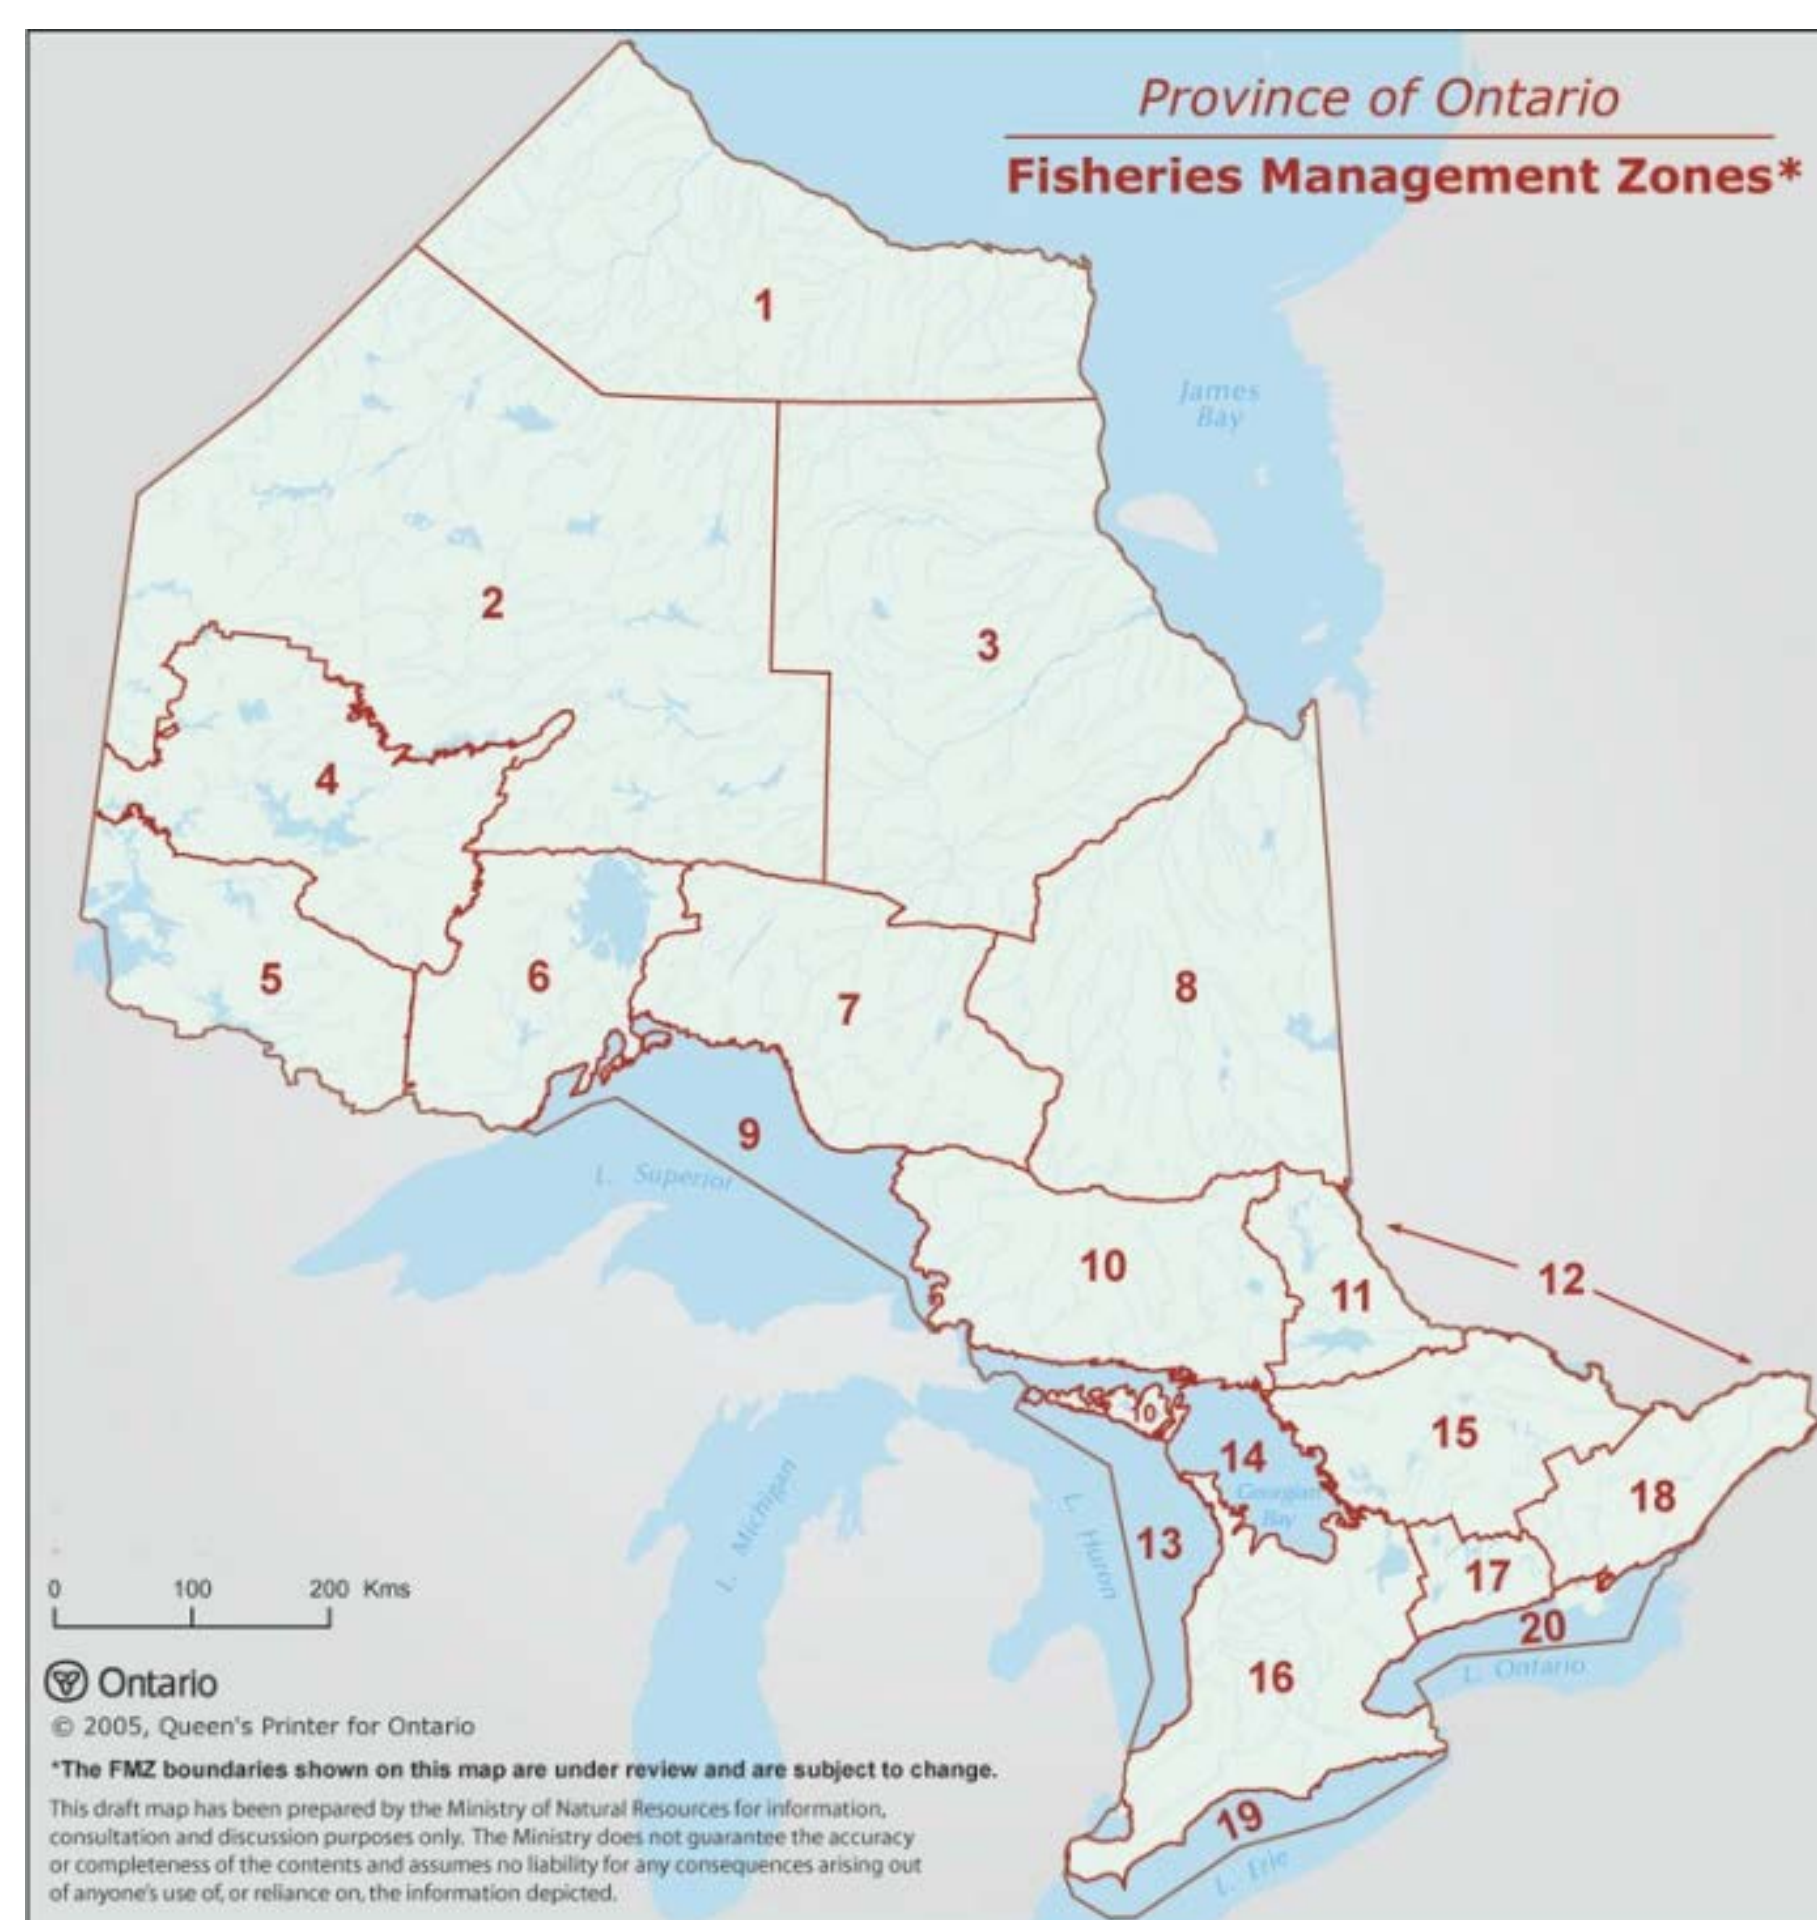 Province of Ontario
Fisheries Management Zones*
1
James
Bay
2
3
4
5
6
7
8
9
L. Superior
10
11
12
10
14
15
Georgian
Bay
18
13
L. Michigan
L. Huron
17
20
L. Ontario
16
19
L. Erie
0 100 200 Kms
Ontario
© 2005, Queen's Printer for Ontario
*The FMZ boundaries shown on this map are under review and are subject to change.
This draft map has been prepared by the Ministry of Natural Resources for information,
consultation and discussion purposes only. The Ministry does not guarantee the accuracy
or completeness of the contents and assumes no liability for any consequences arising out
of anyone's use of, or reliance on, the information depicted.